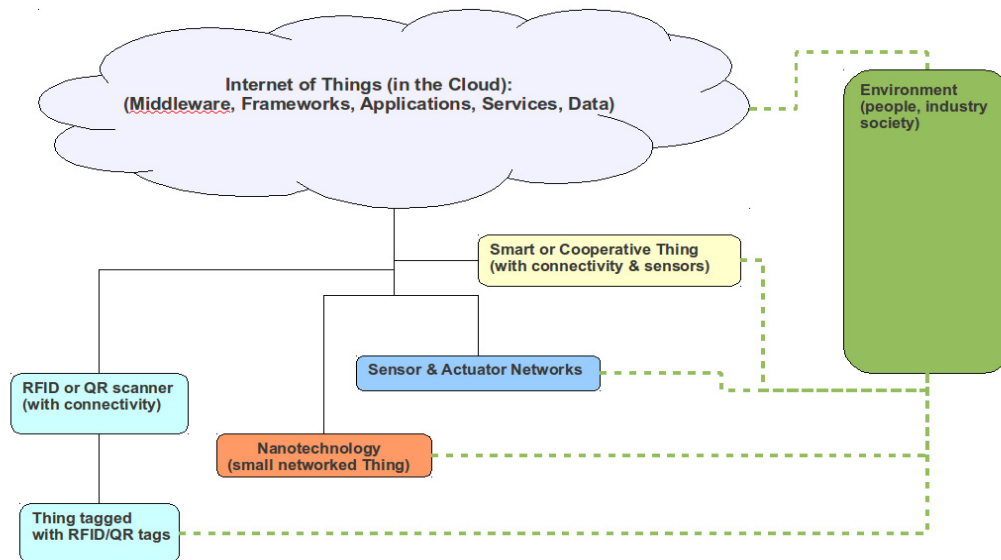 Internet of Things (in the Cloud):
(Middleware, Frameworks, Applications, Services, Data)
Environment
(people, industry
society)
Smart or Cooperative Thing
(with connectivity & sensors)
Sensor & Actuator Networks
RFID or QR scanner
(with connectivity)
Nanotechnology
(small networked Thing)
Thing tagged
with RFID/QR tags